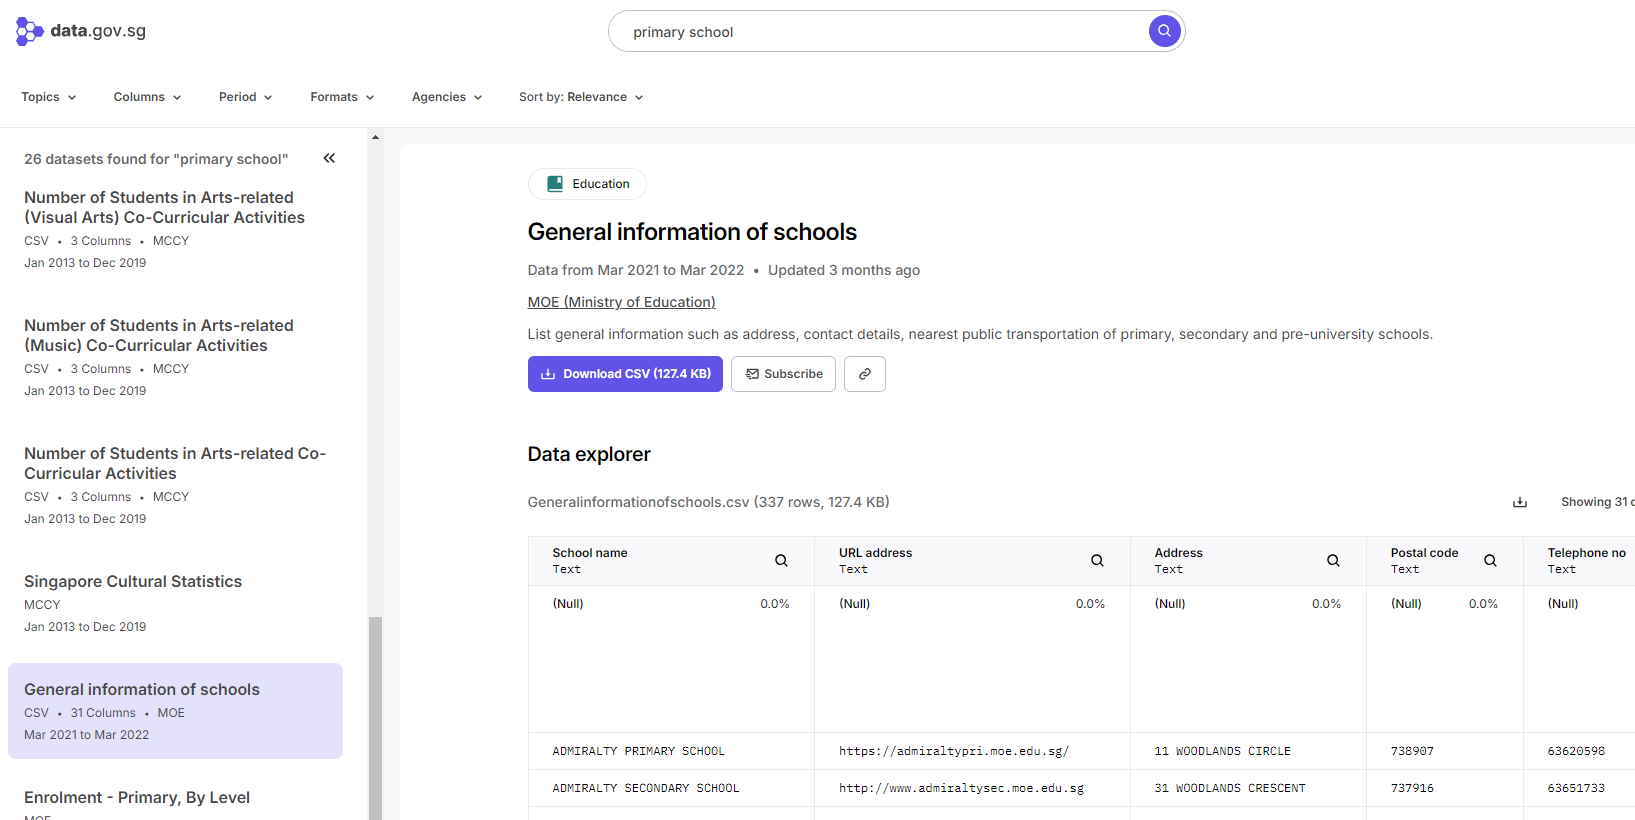 data.gov.sg
primary school
Topics Columns Period Formats Agencies Sort by: Relevance
26 datasets found for "primary school"
Number of Students in Arts-related
(Visual Arts) Co-Curricular Activities
CSV • 3 Columns • MCCY
Jan 2013 to Dec 2019
Number of Students in Arts-related
(Music) Co-Curricular Activities
CSV • 3 Columns • MCCY
Jan 2013 to Dec 2019
Number of Students in Arts-related Co-
Curricular Activities
CSV • 3 Columns • MCCY
Jan 2013 to Dec 2019
Singapore Cultural Statistics
MCCY
Jan 2013 to Dec 2019
General information of schools
CSV • 31 Columns • MOE
Mar 2021 to Mar 2022
Enrolment - Primary, By Level
MOE
Education
General information of schools
Data from Mar 2021 to Mar 2022 • Updated 3 months ago
MOE (Ministry of Education)
List general information such as address, contact details, nearest public transportation of primary, secondary and pre-university schools.
Download CSV (127.4 KB) Subscribe
Data explorer
Generalinformationofschools.csv (337 rows, 127.4 KB) Showing 31
School name URL address Address Postal code Telephone no
Text Text Text Text Text
(Null) 0.0% (Null) 0.0% (Null) 0.0% (Null) 0.0% (Null)
ADMIRALTY PRIMARY SCHOOL https://admiraltypri.moe.edu.sg/ 11 WOODLANDS CIRCLE 738907 63620598
ADMIRALTY SECONDARY SCHOOL http://www.admiraltysec.moe.edu.sg 31 WOODLANDS CRESCENT 737916 63651733